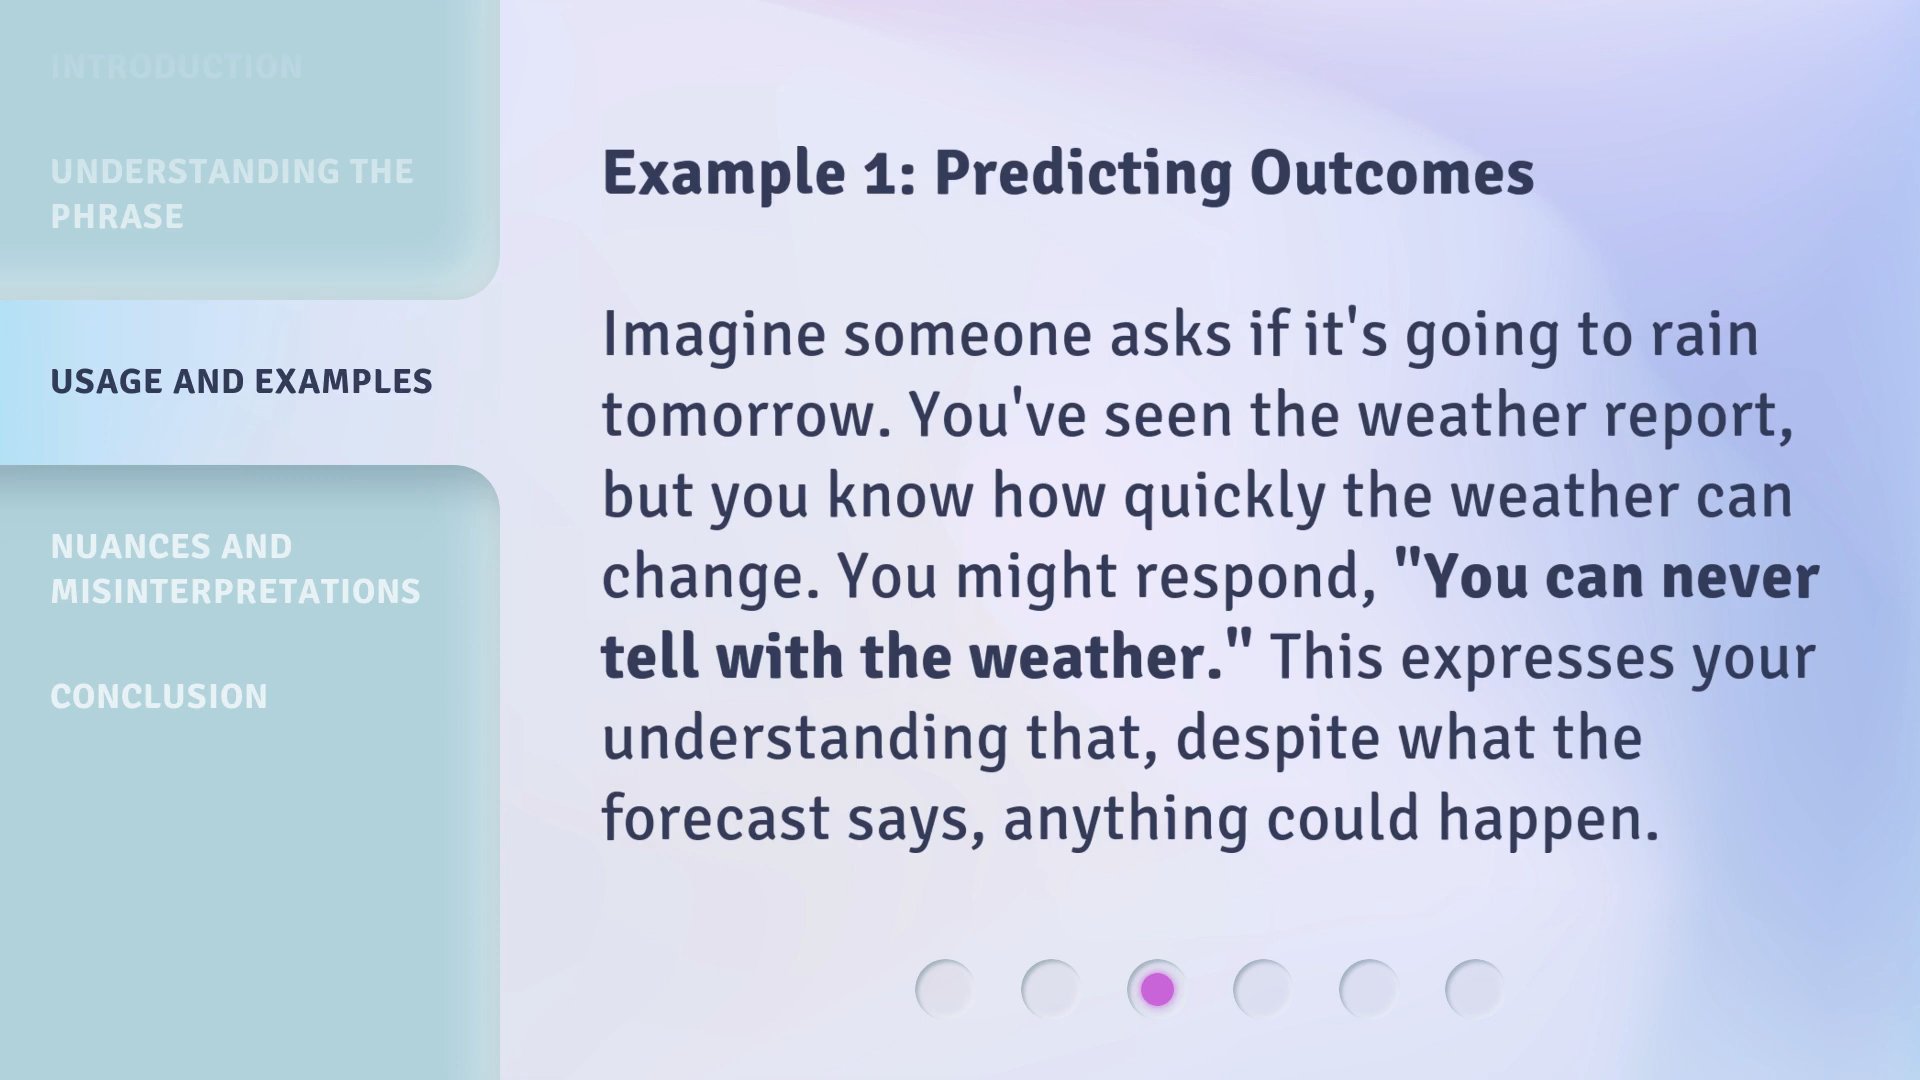 INTRODUCTION
UNDERSTANDING THE
PHRASE
USAGE AND EXAMPLES
NUANCES AND
MISINTERPRETATIONS
CONCLUSION
Example 1: Predicting Outcomes
Imagine someone asks if it's going to rain
tomorrow. You've seen the weather report,
but you know how quickly the weather can
change. You might respond, "You can never
tell with the weather." This expresses your
understanding that, despite what the
forecast says, anything could happen.